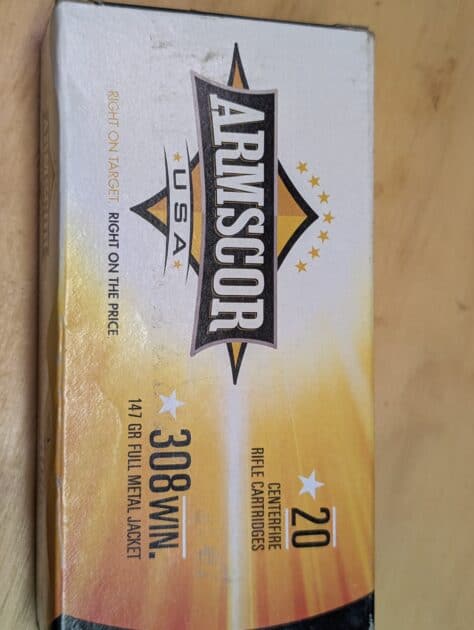 ARMSCOR
USA
RIGHT ON TARGET. RIGHT ON THE PRICE.
20
CENTERFIRE
RIFLE CARTRIDGES
308 WIN.
147 GR FULL METAL JACKET